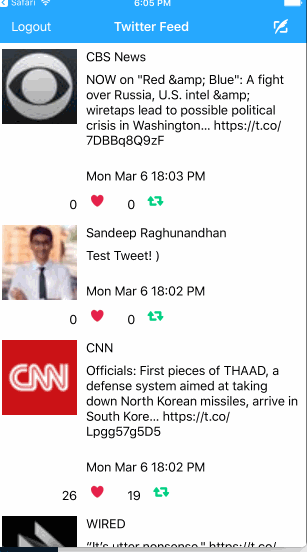 Safari 6:05 PM
Logout Twitter Feed
CBS News
NOW on "Red &amp; Blue": A fight
over Russia, U.S. intel &amp;
wiretaps lead to possible political
crisis in Washington... https://t.co/
7DBBq8Q9zF
Mon Mar 6 18:03 PM
0 0
Sandeep Raghunandhan
Test Tweet! )
Mon Mar 6 18:02 PM
0 0
CNN
CNN
Officials: First pieces of THAAD, a
defense system aimed at taking
down North Korean missiles, arrive in
South Kore... https://t.co/
Lpgg57g5D5
Mon Mar 6 18:02 PM
26 19
WIRED
“It's utter nonsense." https://t.co/